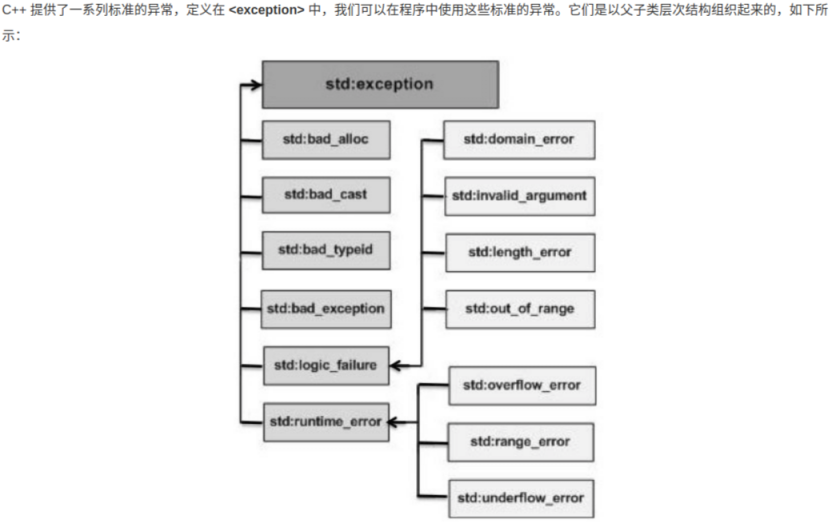 C++ 提供了一系列标准的异常，定义在 <exception> 中，我们可以在程序中使用这些标准的异常。它们是以父子类层次结构组织起来的，如下所
示：
std:exception
std:bad_alloc
std:bad_cast
std:bad_typeid
std:bad_exception
std:logic_failure
std:runtime_error
std:domain_error
std:invalid_argument
std:length_error
std:out_of_range
std:overflow_error
std:range_error
std:underflow_error